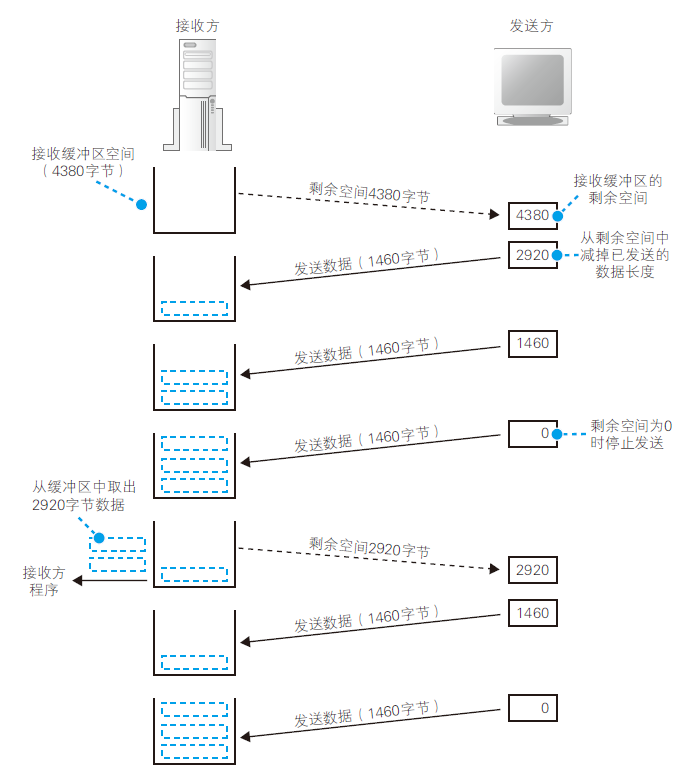 接收方
发送方
接收缓冲区空间
（4380字节）
剩余空间4380字节
接收缓冲区的
剩余空间
4380
从剩余空间中
减掉已发送的
数据长度
2920
发送数据（1460字节）
1460
发送数据（1460字节）
0
发送数据（1460字节）
剩余空间为0
时停止发送
从缓冲区中取出
2920字节数据
剩余空间2920字节
2920
接收方
程序
1460
发送数据（1460字节）
0
发送数据（1460字节）